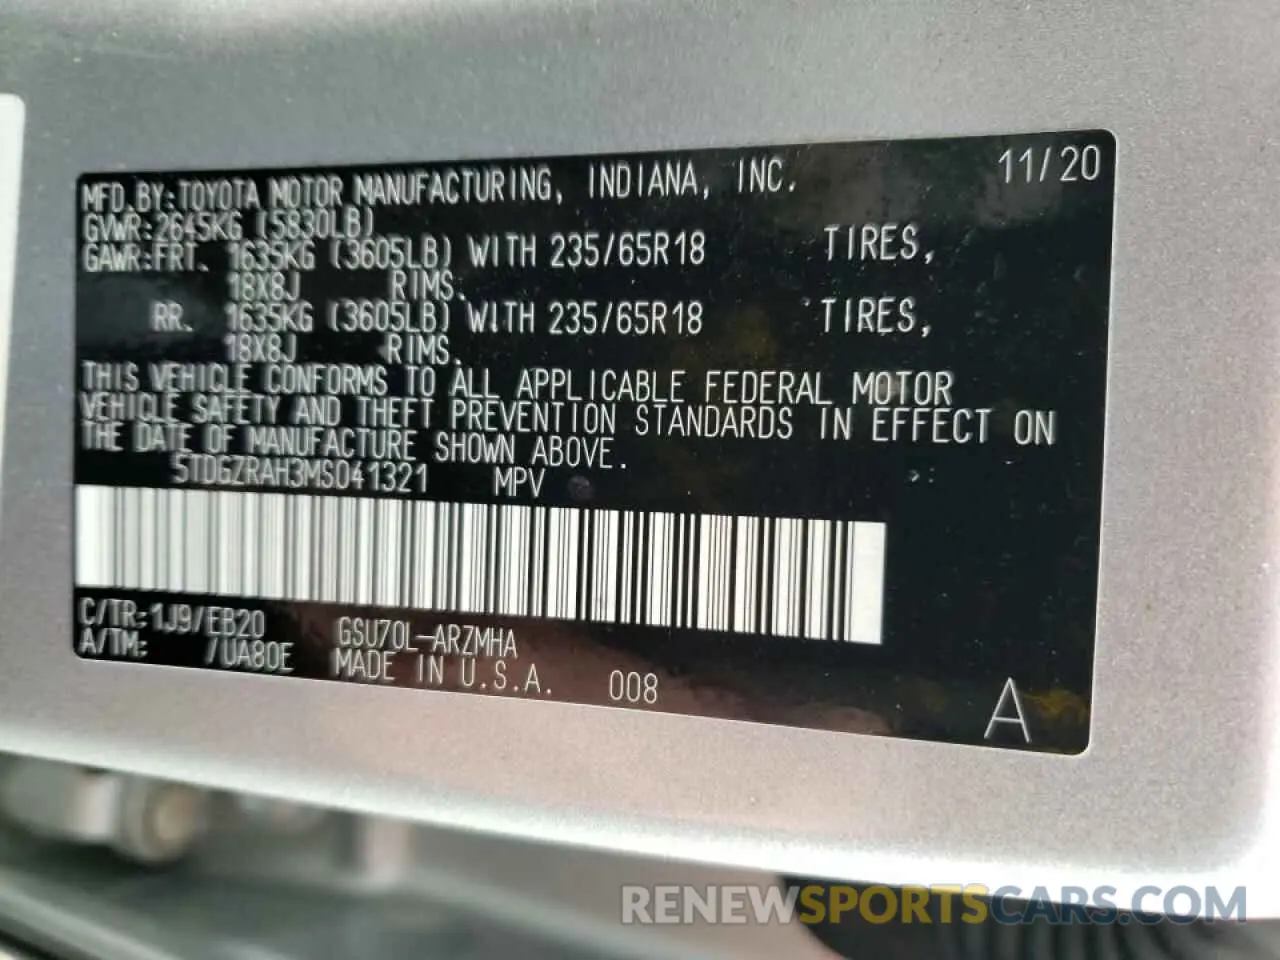 11/20
MFD.BY:TOYOTA MOTOR MANUFACTURING, INDIANA, INC.
GVWR:2645KG (5830LB)
GAWR:FRT. 1635KG (3605LB) WITH 235/65R18 TIRES,
18X8J RIMS.
RR. 1635KG (3605LB) WITH 235/65R18 TIRES,
18X8J RIMS.
THIS VEHICLE CONFORMS TO ALL APPLICABLE FEDERAL MOTOR
VEHICLE SAFETY AND THEFT PREVENTION STANDARDS IN EFFECT ON
THE DATE OF MANUFACTURE SHOWN ABOVE.
5TDGZRAH3MS041321 MPV
C/TR:1J9/EB20 GSU70L-ARZMHA
A/TM: /UA80E MADE IN U.S.A. 008
A
RENEWSPORTSCARS.COM